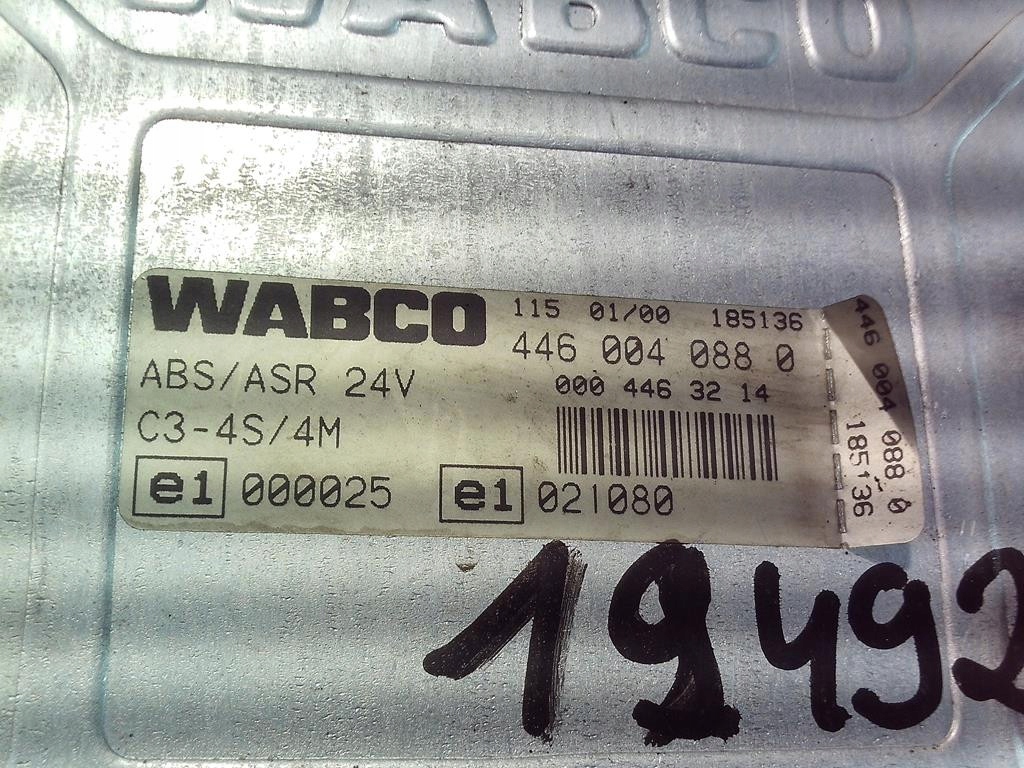 WABCO
WABCO 115 01/00 185136
446 004 088 0
ABS/ASR 24V 000 446 32 14
C3-4S/4M
e1 000025 e1 021080
446 004 088 0
185136
19492